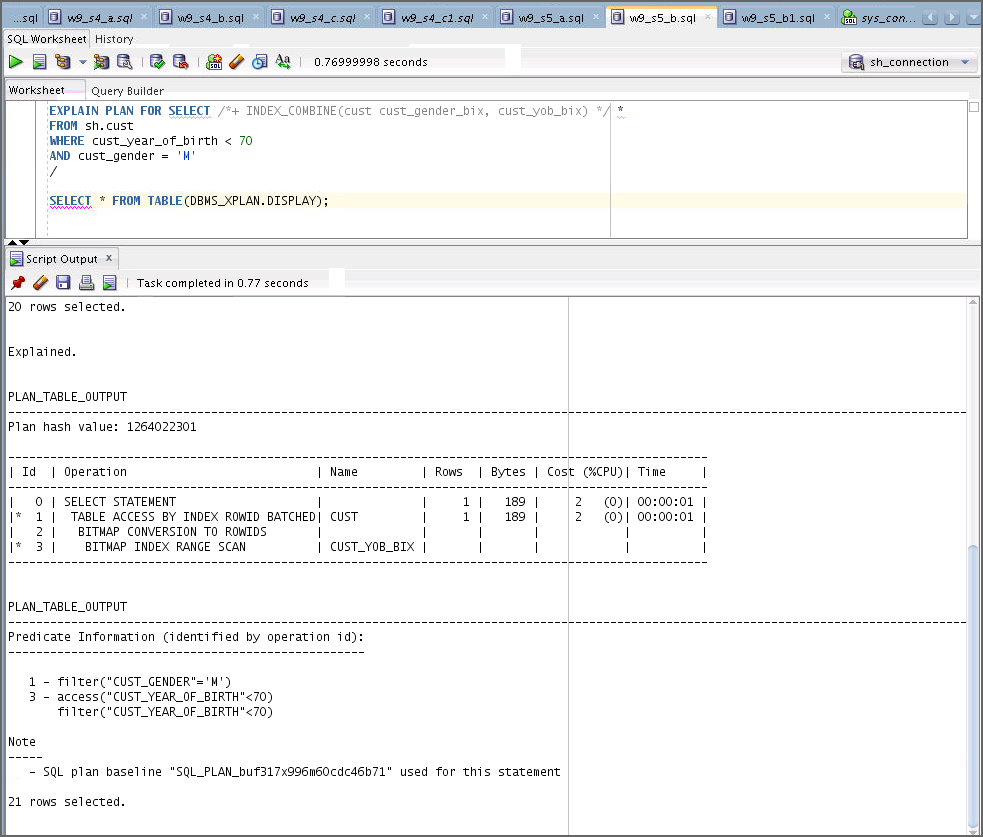 ...sql w9_s4_a.sql w9_s4_b.sql w9_s4_c.sql w9_s4_c1.sql w9_s5_a.sql w9_s5_b.sql w9_s5_b1.sql sys_con...
SQL Worksheet History
0.76999998 seconds sh_connection
Worksheet Query Builder
EXPLAIN PLAN FOR SELECT /*+ INDEX_COMBINE(cust cust_gender_bix, cust_yob_bix) */ *
FROM sh.cust
WHERE cust_year_of_birth < 70
AND cust_gender = 'M'
/
SELECT * FROM TABLE(DBMS_XPLAN.DISPLAY);
Script Output x
Task completed in 0.77 seconds
20 rows selected.
Explained.
PLAN_TABLE_OUTPUT
--------------------------------------------------------------------------------
Plan hash value: 1264022301
--------------------------------------------------------------------------------
| Id | Operation | Name | Rows | Bytes | Cost (%CPU)| Time |
--------------------------------------------------------------------------------
| 0 | SELECT STATEMENT | | 1 | 189 | 2 (0)| 00:00:01 |
|* 1 | TABLE ACCESS BY INDEX ROWID BATCHED| CUST | 1 | 189 | 2 (0)| 00:00:01 |
| 2 | BITMAP CONVERSION TO ROWIDS | | | | | |
|* 3 | BITMAP INDEX RANGE SCAN | CUST_YOB_BIX | | | | |
--------------------------------------------------------------------------------
PLAN_TABLE_OUTPUT
--------------------------------------------------------------------------------
Predicate Information (identified by operation id):
---------------------------------------------------
1 - filter("CUST_GENDER"='M')
3 - access("CUST_YEAR_OF_BIRTH"<70)
filter("CUST_YEAR_OF_BIRTH"<70)
Note
-----
- SQL plan baseline "SQL_PLAN_buf317x996m60cdc46b71" used for this statement
21 rows selected.